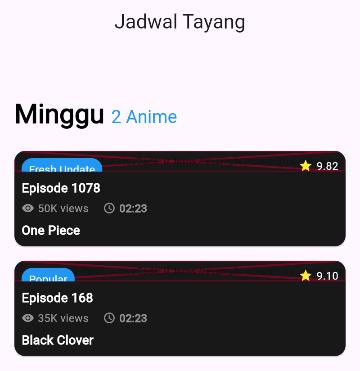 Jadwal Tayang
Minggu 2 Anime
Fresh Update
9.82
Episode 1078
50K views 02:23
One Piece
Popular
9.10
Episode 168
35K views 02:23
Black Clover